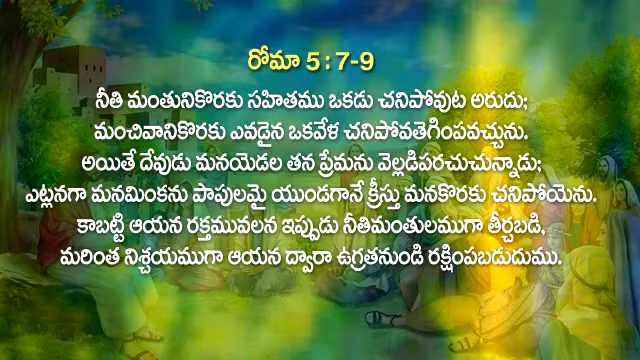 రోమా 5 : 7-9
నీతి మంతునికొరకు సహితము ఒకడు చనిపోవుట అరుదు;
మంచివానికొరకు ఎవడైన ఒకవేళ చనిపోవతెగింపవచ్చును.
అయితే దేవుడు మనయెడల తన ప్రేమను వెల్లడిపరచుచున్నాడు;
ఎట్లనగా మనమింకను పాపులమై యుండగానే క్రీస్తు మనకొరకు చనిపోయెను.
కాబట్టి ఆయన రక్తమువలన ఇప్పుడు నీతిమంతులముగా తీర్చబడి,
మరింత నిశ్చయముగా ఆయన ద్వారా ఉగ్రతనుండి రక్షింపబడుదుము.